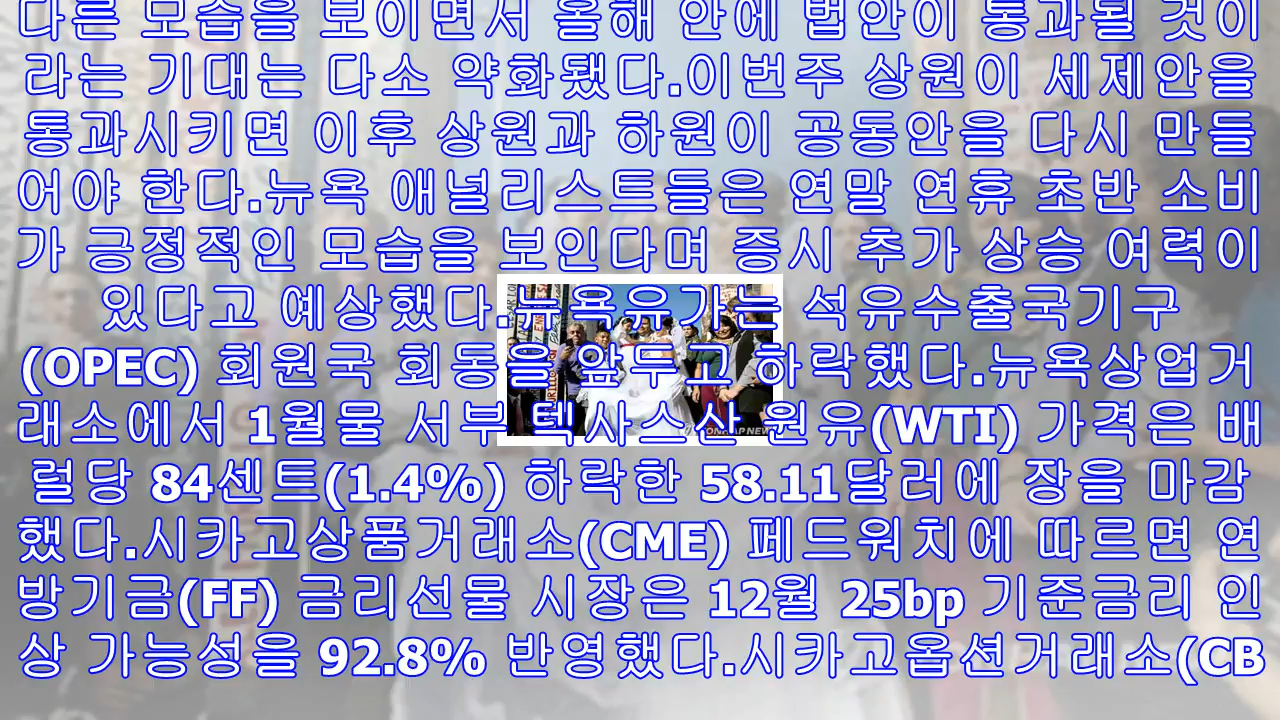 다른 모습을 보이면서 올해 안에 법안이 통과될 것이
라는 기대는 다소 약화됐다.이번주 상원이 세제안을
통과시키면 이후 상원과 하원이 공동안을 다시 만들
어야 한다.뉴욕 애널리스트들은 연말 연휴 초반 소비
가 긍정적인 모습을 보인다며 증시 추가 상승 여력이
있다고 예상했다.뉴욕유가는 석유수출국기구
(OPEC) 회원국 회동을 앞두고 하락했다.뉴욕상업거
래소에서 1월물 서부 텍사스산 원유(WTI) 가격은 배
럴당 84센트(1.4%) 하락한 58.11달러에 장을 마감
했다.시카고상품거래소(CME) 페드워치에 따르면 연
방기금(FF) 금리선물 시장은 12월 25bp 기준금리 인
상 가능성을 92.8% 반영했다.시카고옵션거래소(CB